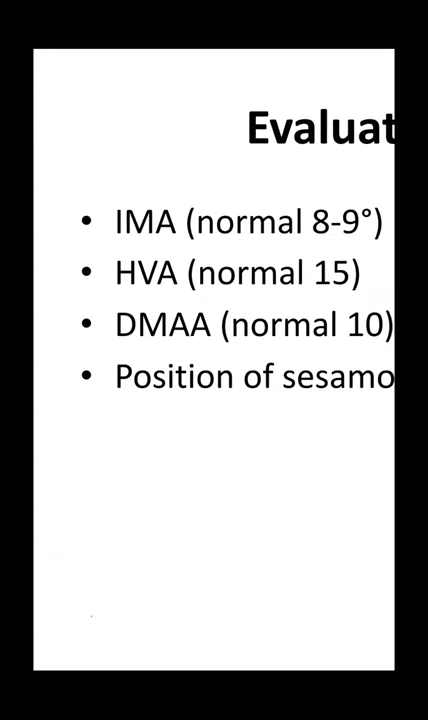 Evaluat
• IMA (normal 8-9°)
• HVA (normal 15)
• DMAA (normal 10)
• Position of sesamo